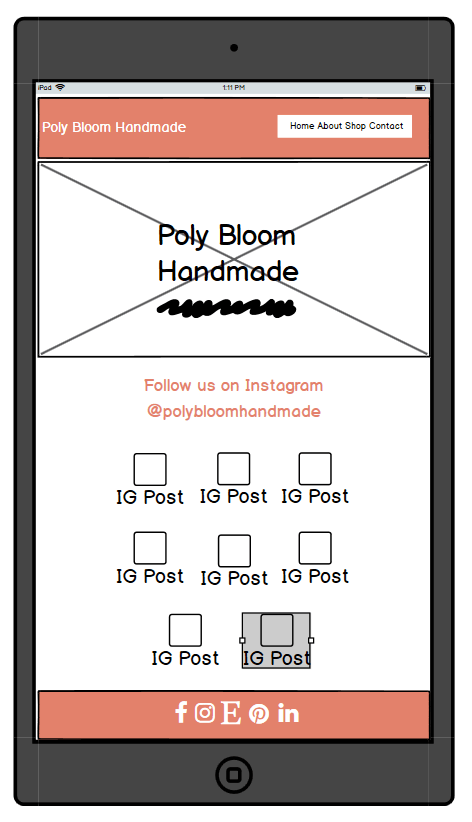 iPad 1:11 PM
Poly Bloom Handmade Home About Shop Contact
Poly Bloom
Handmade
Follow us on Instagram
@polybloomhandmade
IG Post IG Post IG Post
IG Post IG Post IG Post
IG Post IG Post
f E in